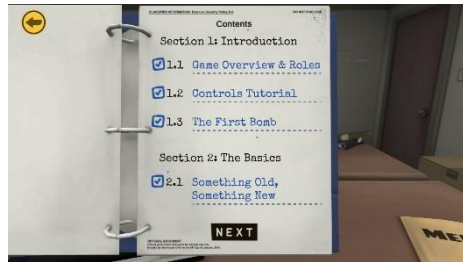 Contents
Section 1: Introduction
1.1 Game Overview & Roles
1.2 Controls Tutorial
1.3 The First Bomb
Section 2: The Basics
2.1 Something Old,
Something New
NEXT